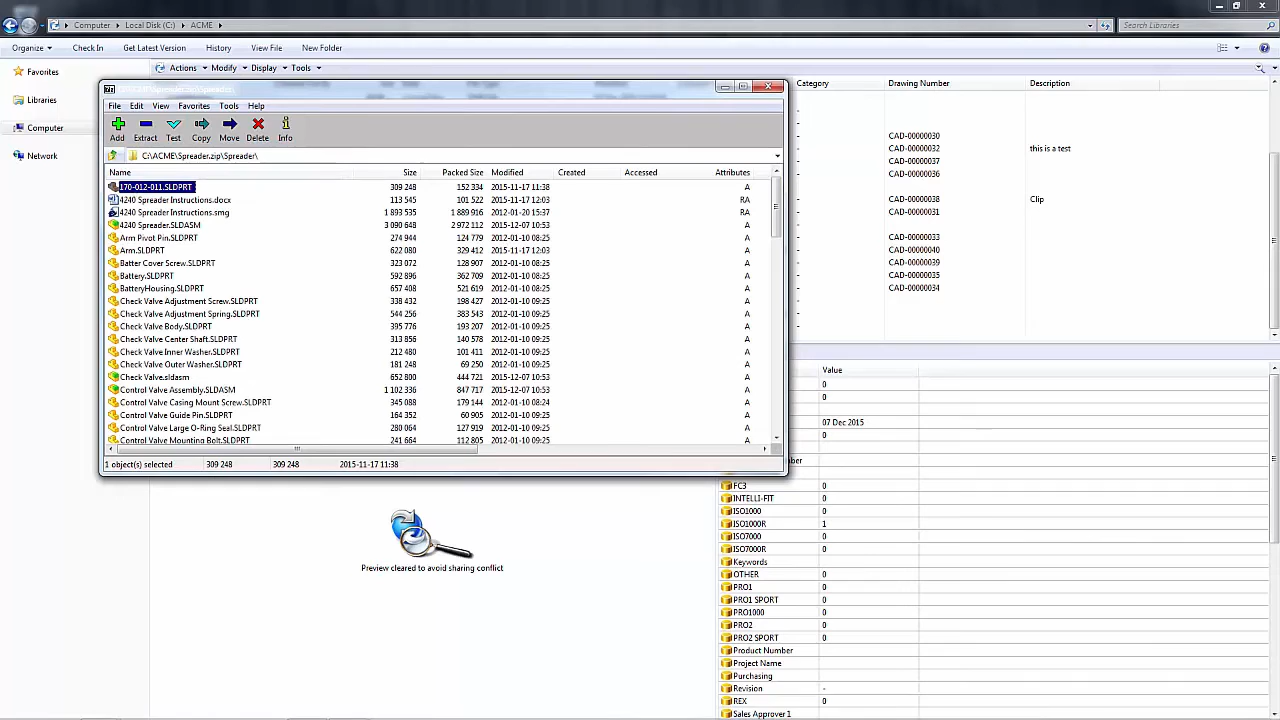 Computer ▸ Local Disk (C:) ▸ ACME ▸
Search Libraries
Organize Check In Get Latest Version History View File New Folder
Favorites
Libraries
Computer
Network
Actions Modify Display Tools
File Edit View Favorites Tools Help
Add Extract Test Copy Move Delete Info
C:\ACME\Spreader.zip\Spreader\
Name Size Packed Size Modified Created Accessed Attributes
170-012-011.SLDPRT 309 248 152 334 2015-11-17 11:38 A
4240 Spreader Instructions.docx 113 545 101 522 2015-11-17 12:03 RA
4240 Spreader Instructions.smg 1 893 535 1 889 916 2012-01-20 15:37 RA
4240 Spreader.SLDASM 3 090 648 2 972 112 2015-12-07 10:53 A
Arm Pivot Pin.SLDPRT 274 944 124 779 2012-01-10 08:25 A
Arm.SLDPRT 622 080 329 412 2015-11-17 12:03 A
Batter Cover Screw.SLDPRT 323 072 128 907 2012-01-10 08:25 A
Battery.SLDPRT 592 896 362 709 2012-01-10 08:25 A
BatteryHousing.SLDPRT 657 408 521 619 2012-01-10 08:25 A
Check Valve Adjustment Screw.SLDPRT 338 432 198 427 2012-01-10 09:25 A
Check Valve Adjustment Spring.SLDPRT 544 256 383 543 2012-01-10 09:25 A
Check Valve Body.SLDPRT 395 776 193 207 2012-01-10 09:25 A
Check Valve Center Shaft.SLDPRT 313 856 140 578 2012-01-10 09:25 A
Check Valve Inner Washer.SLDPRT 212 480 101 411 2012-01-10 09:25 A
Check Valve Outer Washer.SLDPRT 181 248 69 250 2012-01-10 09:25 A
Check Valve.sldasm 652 800 444 721 2015-12-07 10:53 A
Control Valve Assembly.SLDASM 1 102 336 847 717 2015-12-07 10:53 A
Control Valve Casing Mount Screw.SLDPRT 345 088 179 144 2012-01-10 08:24 A
Control Valve Guide Pin.SLDPRT 164 352 60 905 2012-01-10 09:25 A
Control Valve Large O-Ring Seal.SLDPRT 280 064 127 917 2012-01-10 09:25 A
Control Valve Mounting Bolt.SLDPRT 241 664 112 805 2012-01-10 09:25 A
1 object(s) selected 309 248 309 248 2015-11-17 11:38
Category Drawing Number Description
-
- CAD-00000030
- CAD-00000032 this is a test
- CAD-00000037
- CAD-00000036
-
- CAD-00000038 Clip
- CAD-00000031
-
- CAD-00000033
- CAD-00000040
- CAD-00000039
- CAD-00000035
- CAD-00000034
-
-
-
Value
0
0
07 Dec 2015
0
FC3 0
INTELLI-FIT 0
ISO1000 0
ISO1000R 1
ISO7000 0
ISO7000R 0
Keywords
OTHER 0
PRO1 0
PRO1 SPORT 0
PRO1000 0
PRO2 0
PRO2 SPORT 0
Product Number
Project Name
Purchasing
Revision -
REX 0
Sales Approver 1
Preview cleared to avoid sharing conflict